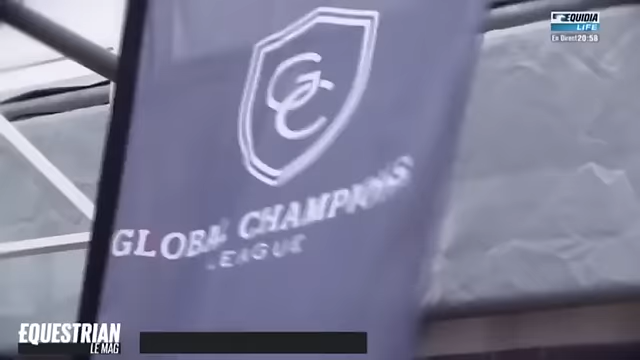 EQUIDIA
LIFE
En Direct 20:58
GC
GLOBAL CHAMPIONS
LEAGUE
EQUESTRIAN
LE MAG